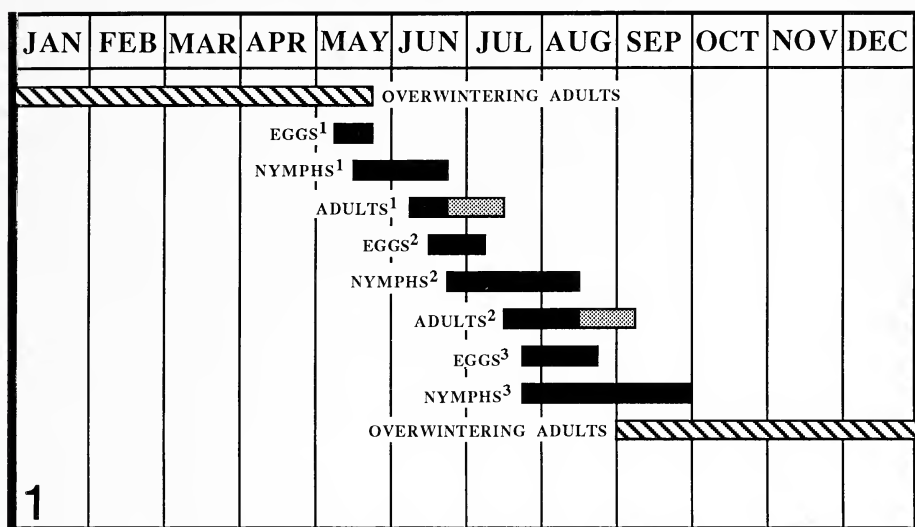 JAN FEB MAR APR MAY JUN JUL AUG SEP OCT NOV DEC
OVERWINTERING ADULTS
EGGS¹
NYMPHS¹
ADULTS¹
EGGS²
NYMPHS²
ADULTS²
EGGS³
NYMPHS³
OVERWINTERING ADULTS
1